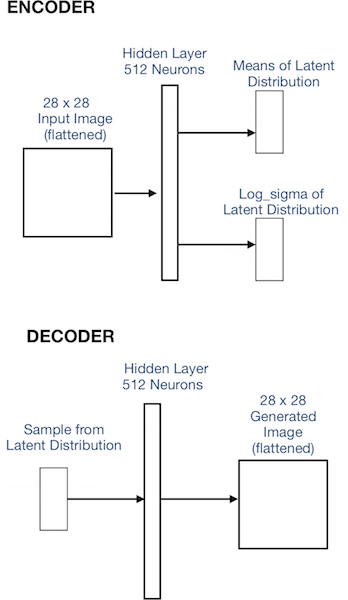 ENCODER
Hidden Layer
512 Neurons
Means of Latent
Distribution
28 x 28
Input Image
(flattened)
Log_sigma of
Latent Distribution
DECODER
Hidden Layer
512 Neurons
28 x 28
Generated
Image
(flattened)
Sample from
Latent Distribution